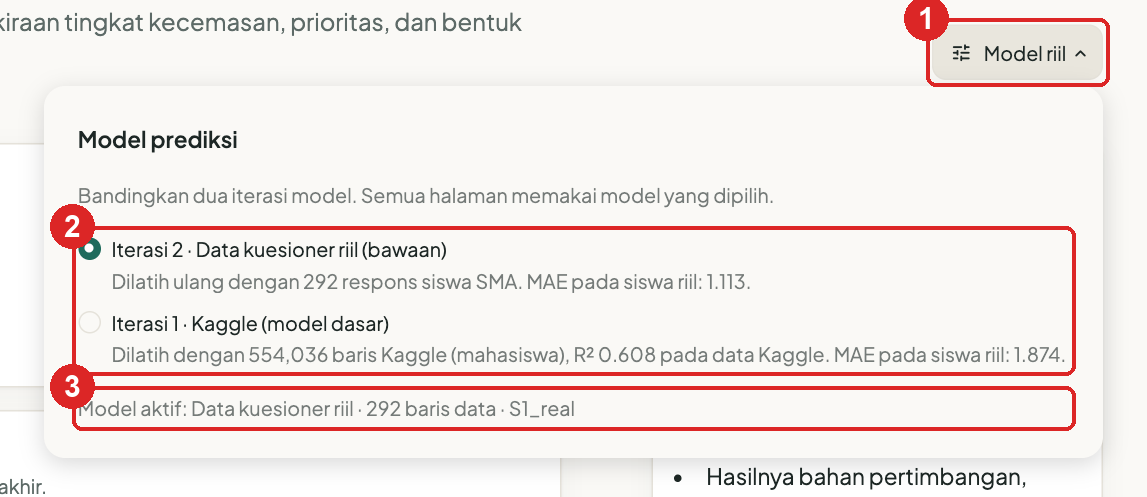 kiraan tingkat kecemasan, prioritas, dan bentuk
1
Model riil
Model prediksi
Bandingkan dua iterasi model. Semua halaman memakai model yang dipilih.
2
Iterasi 2 · Data kuesioner riil (bawaan)
Dilatih ulang dengan 292 respons siswa SMA. MAE pada siswa riil: 1.113.
Iterasi 1 · Kaggle (model dasar)
Dilatih dengan 554,036 baris Kaggle (mahasiswa), R² 0.608 pada data Kaggle. MAE pada siswa riil: 1.874.
3
Model aktif: Data kuesioner riil · 292 baris data · S1_real
akhir.
• Hasilnya bahan pertimbangan,